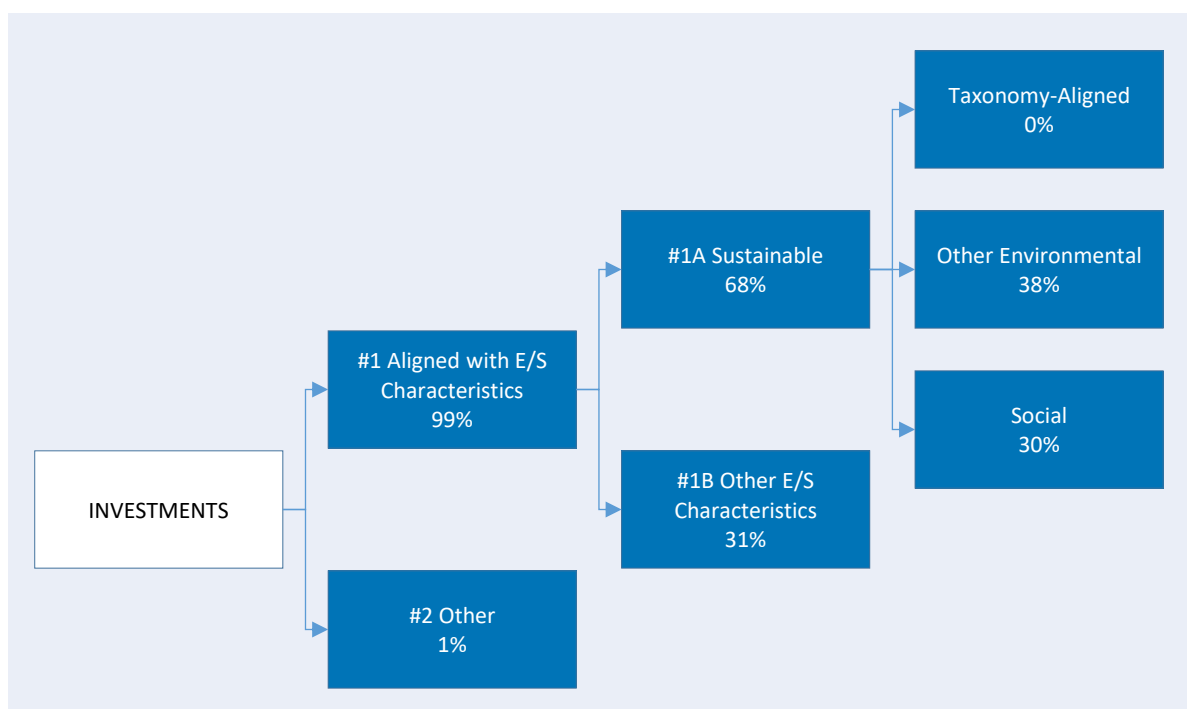 INVESTMENTS
#1 Aligned with E/S
Characteristics
99%
#2 Other
1%
#1A Sustainable
68%
#1B Other E/S
Characteristics
31%
Taxonomy-Aligned
0%
Other Environmental
38%
Social
30%